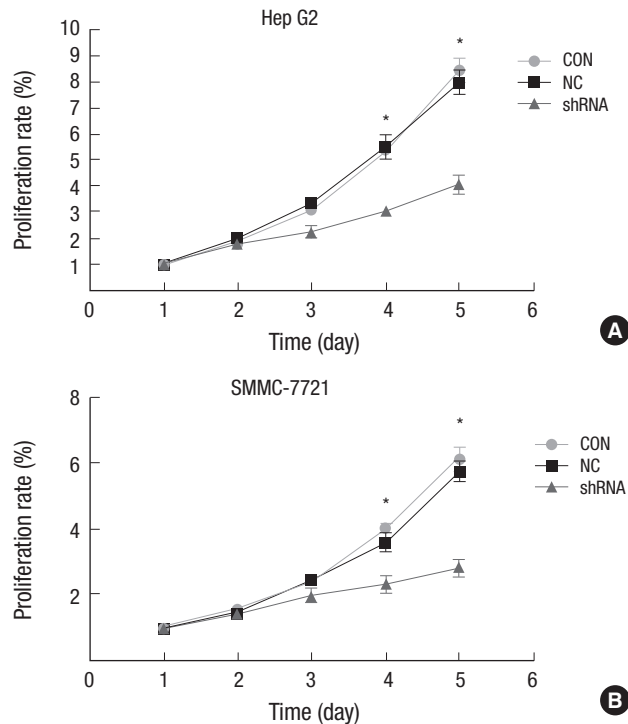 Hep G2
Proliferation rate (%)
10
9
8
7
6
5
4
3
2
1
*
*
CON
NC
shRNA
0 1 2 3 4 5 6
Time (day)
A
SMMC-7721
Proliferation rate (%)
8
6
4
2
*
*
CON
NC
shRNA
0 1 2 3 4 5 6
Time (day)
B